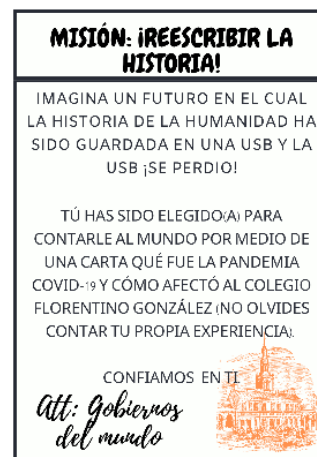 MISIÓN: ¡REESCRIBIR LA
HISTORIA!
IMAGINA UN FUTURO EN EL CUAL
LA HISTORIA DE LA HUMANIDAD HA
SIDO GUARDADA EN UNA USB Y LA
USB ¡SE PERDIO!
TÚ HAS SIDO ELEGIDO(A) PARA
CONTARLE AL MUNDO POR MEDIO DE
UNA CARTA QUÉ FUE LA PANDEMIA
COVID-19 Y CÓMO AFECTÓ AL COLEGIO
FLORENTINO GONZÁLEZ (NO OLVIDES
CONTAR TU PROPIA EXPERIENCIA).
CONFIAMOS EN TI
Att: Gobiernos
del mundo